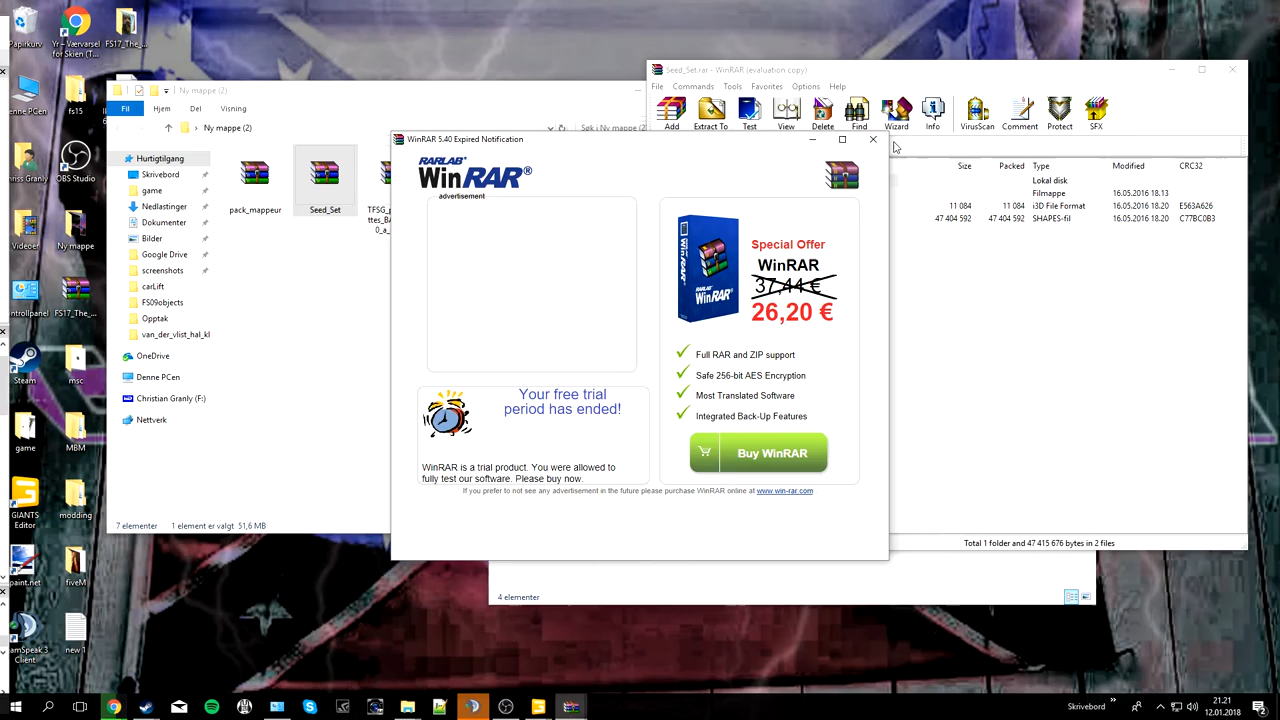 Papirkurv
Yr – Værvarsel
for Skien (T...
FS17_The_...
fs15
Denne PCen
OBS Studio
Videoer
Ny mappe
FS17_The_...
Steam
msc
game
MBM
GIANTS
Editor
modding
paint.net
fiveM
new 1
Client
Ny mappe (2)
Fil
Hjem
Del
Visning
Ny mappe (2)
Søk i Ny mappe (2)
Hurtigtilgang
Skrivebord
game
Nedlastinger
Dokumenter
Bilder
Google Drive
screenshots
carLift
FS09objects
Opptak
van_der_vlist_hal_kl
OneDrive
Denne PCen
Christian Granly (F:)
Nettverk
pack_mappeur
Seed_Set
7 elementer
1 element er valgt 51,6 MB
Seed_Set.rar - WinRAR (evaluation copy)
File Commands Tools Favorites Options Help
Add Extract To Test View Delete Find Wizard Info VirusScan Comment Protect SFX
Size Packed Type Modified CRC32
Lokal disk
Filmappe 16.05.2016 18.13
11 084 11 084 i3D File Format 16.05.2016 18.20 E563A626
47 404 592 47 404 592 SHAPES-fil 16.05.2016 18.20 C77BC0B3
Total 1 folder and 47 415 676 bytes in 2 files
WinRAR 5.40 Expired Notification
RARLAB®
WinRAR®
advertisement
Special Offer
WinRAR
37,44 €
26,20 €
Full RAR and ZIP support
Safe 256-bit AES Encryption
Most Translated Software
Integrated Back-Up Features
Buy WinRAR
Your free trial
period has ended!
WinRAR is a trial product. You were allowed to
fully test our software. Please buy now.
If you prefer to not see any advertisement in the future please purchase WinRAR online at www.win-rar.com
4 elementer
Skrivebord
21.21
12.01.2018